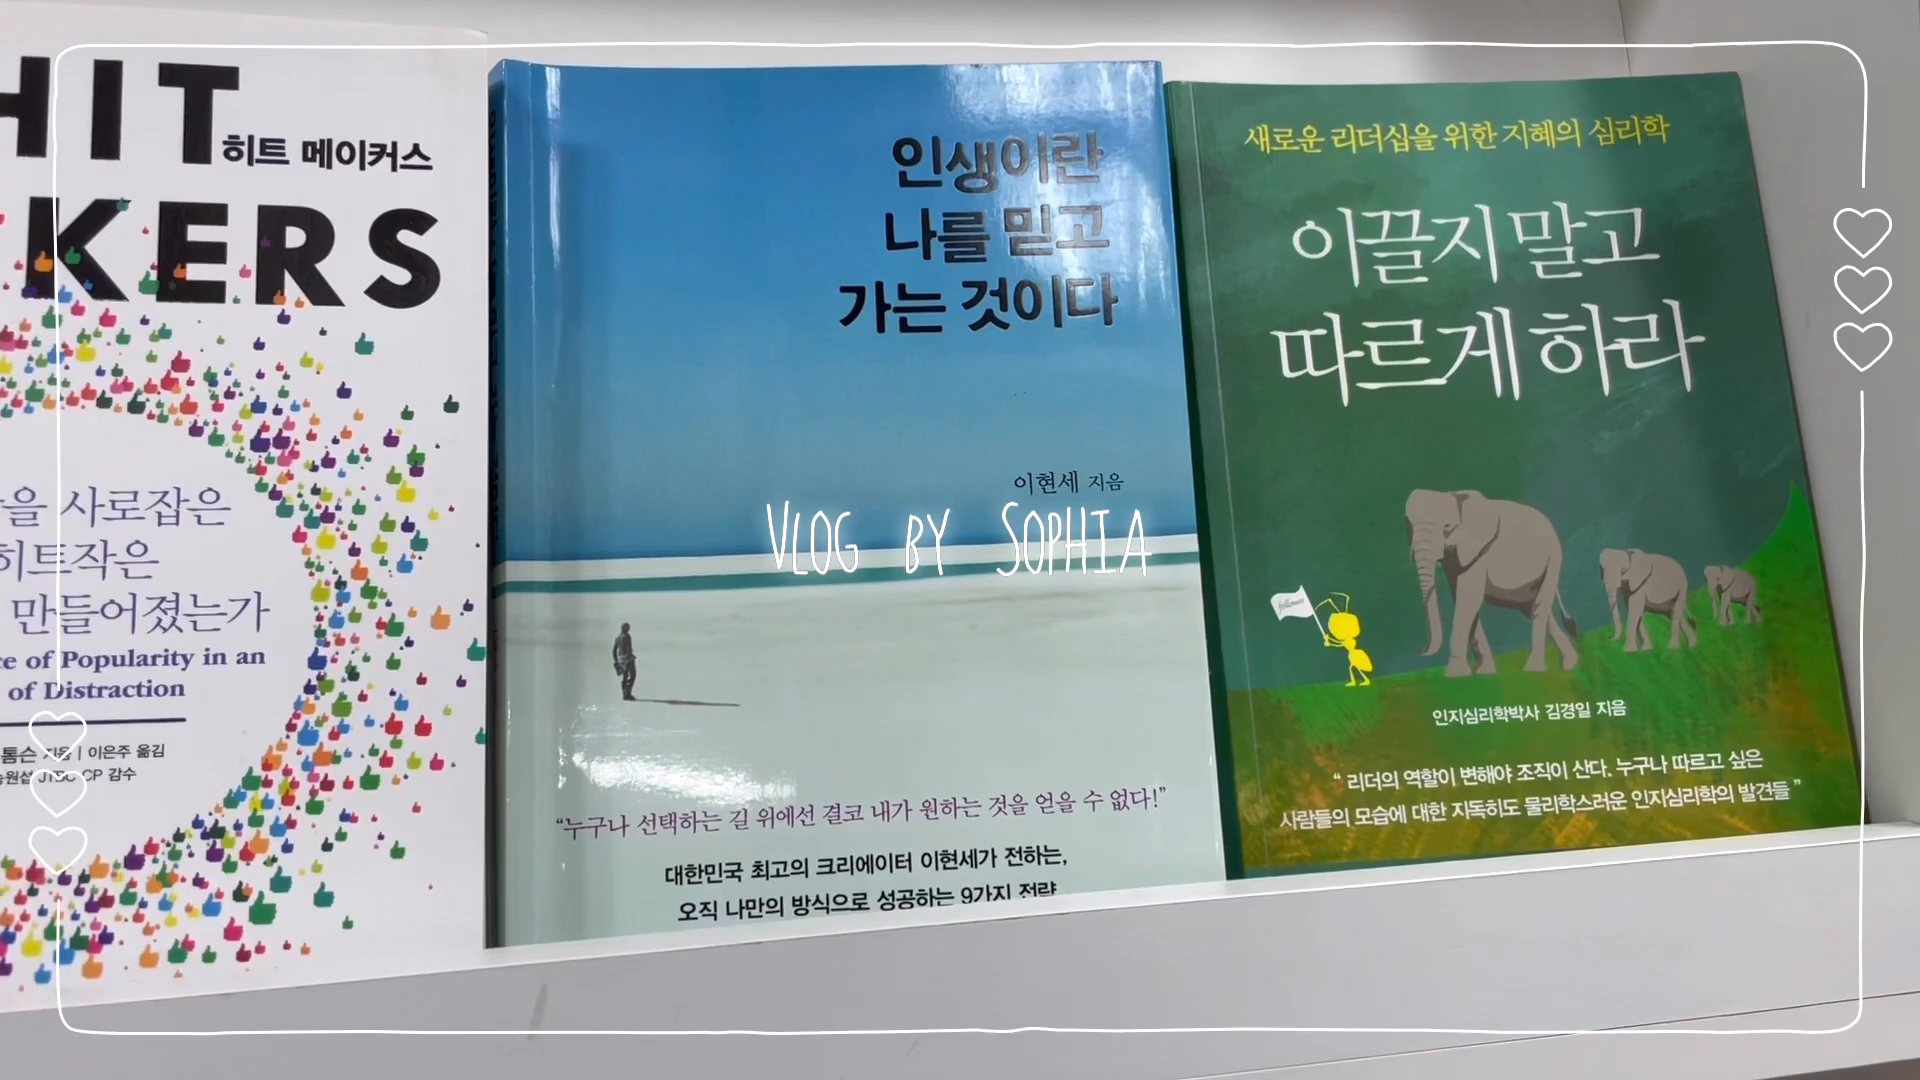 HIT
히트 메이커스
KERS
을 사로잡은
히트작은
만들어졌는가
of Popularity in an
of Distraction
톰슨 지음 | 이은주 옮김
JTBC CP 감수
인생이란
나를 믿고
가는 것이다
이현세 지음
VLOG BY SOPHIA
“누구나 선택하는 길 위에선 결코 내가 원하는 것을 얻을 수 없다!”
대한민국 최고의 크리에이터 이현세가 전하는,
오직 나만의 방식으로 성공하는 9가지 전략
새로운 리더십을 위한 지혜의 심리학
이끌지 말고
따르게 하라
follow me
인지심리학박사 김경일 지음
“ 리더의 역할이 변해야 조직이 산다. 누구나 따르고 싶은
사람들의 모습에 대한 지독히도 물리학스러운 인지심리학의 발견들 ”